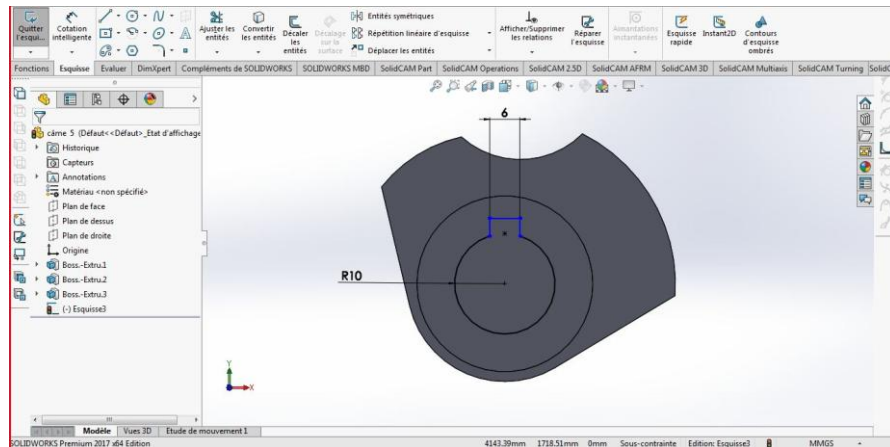 Quitter l'esqui...
Cotation intelligente
Ajuster les entités
Convertir les entités
Décaler les entités
Décalage sur la surface
Entités symétriques
Répétition linéaire d'esquisse
Déplacer les entités
Afficher/Supprimer les relations
Réparer l'esquisse
Aimantations instantanées
Esquisse rapide
Instant2D
Contours d'esquisse ombrés
Fonctions Esquisse Evaluer DimXpert Compléments de SOLIDWORKS SOLIDWORKS MBD SolidCAM Part SolidCAM Operations SolidCAM 2.5D SolidCAM AFRM SolidCAM 3D SolidCAM Multiaxis SolidCAM Turning SolidC
câme 5 (Défaut<<Défaut>_Etat d'affichage
Historique
Capteurs
Annotations
Matériau <non spécifié>
Plan de face
Plan de dessus
Plan de droite
Origine
Boss.-Extru.1
Boss.-Extru.2
Boss.-Extru.3
(-) Esquisse3
6
R10
Y
X
Modèle Vues 3D Etude de mouvement 1
SOLIDWORKS Premium 2017 x64 Edition 4143.39mm 1718.51mm 0mm Sous-contrainte Edition: Esquisse3 MMGS